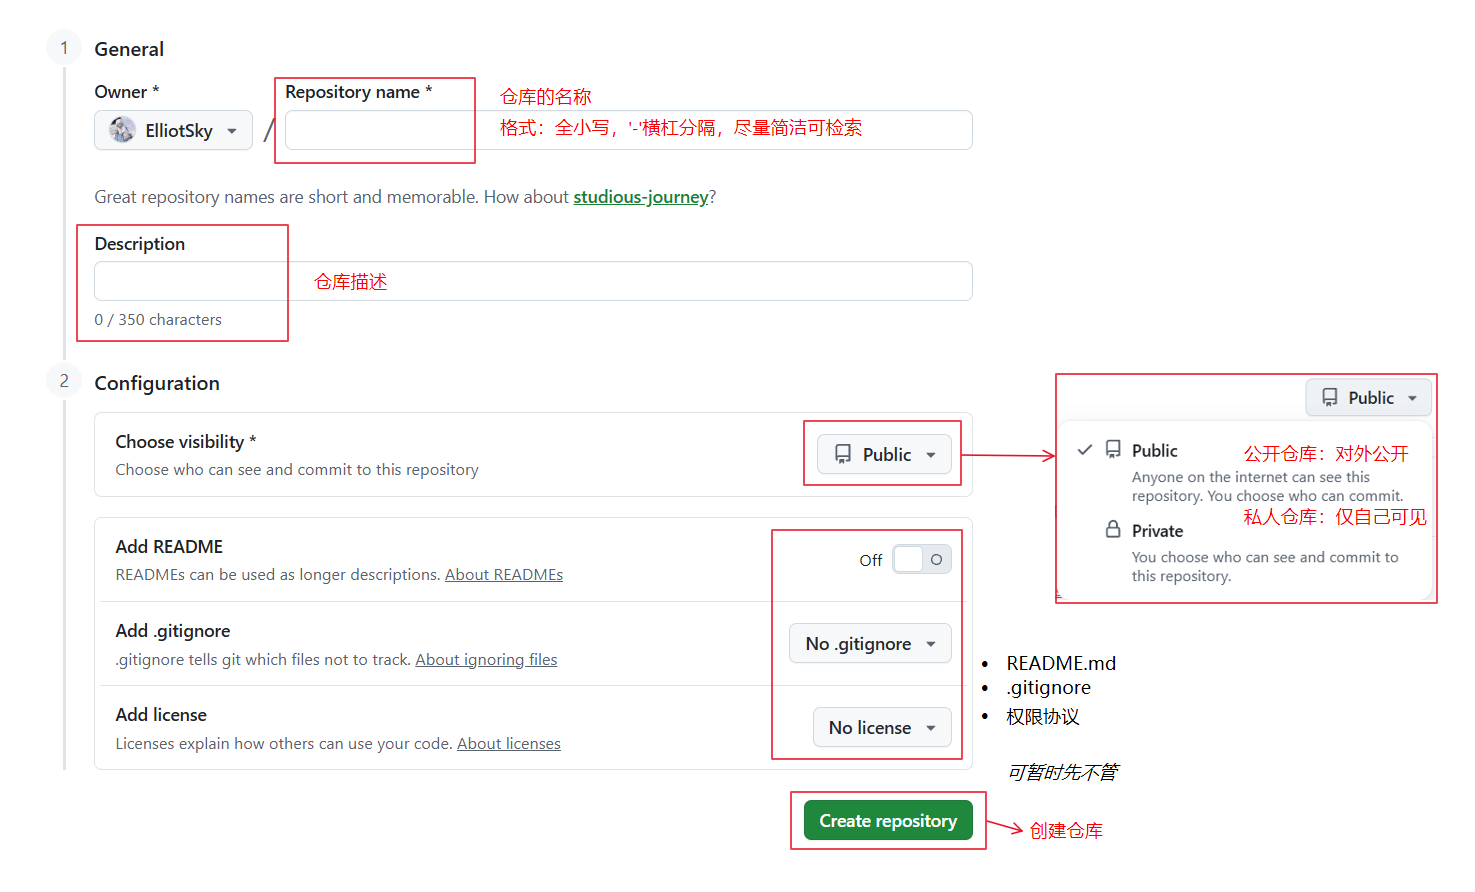 1
General
Owner *
Repository name *
仓库的名称
ElliotSky
/
格式：全小写，'-'横杠分隔，尽量简洁可检索
Great repository names are short and memorable. How about studious-journey?
Description
仓库描述
0 / 350 characters
2
Configuration
Choose visibility *
Choose who can see and commit to this repository
Public
Public
Public
公开仓库：对外公开
Anyone on the internet can see this
repository. You choose who can commit.
私人仓库：仅自己可见
Private
You choose who can see and commit to
this repository.
Add README
READMEs can be used as longer descriptions. About READMEs
Off
Add .gitignore
.gitignore tells git which files not to track. About ignoring files
No .gitignore
Add license
Licenses explain how others can use your code. About licenses
No license
• README.md
• .gitignore
• 权限协议
可暂时先不管
Create repository
创建仓库